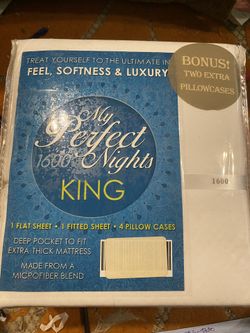 TREAT YOURSELF TO THE ULTIMATE IN
FEEL, SOFTNESS & LUXURY
BONUS!
TWO EXTRA
PILLOWCASES
My
Perfect
1600
Nights
KING
1600
1 FLAT SHEET • 1 FITTED SHEET • 4 PILLOW CASES
DEEP POCKET TO FIT
EXTRA-THICK MATTRESS
MADE FROM A
MICROFIBER BLEND